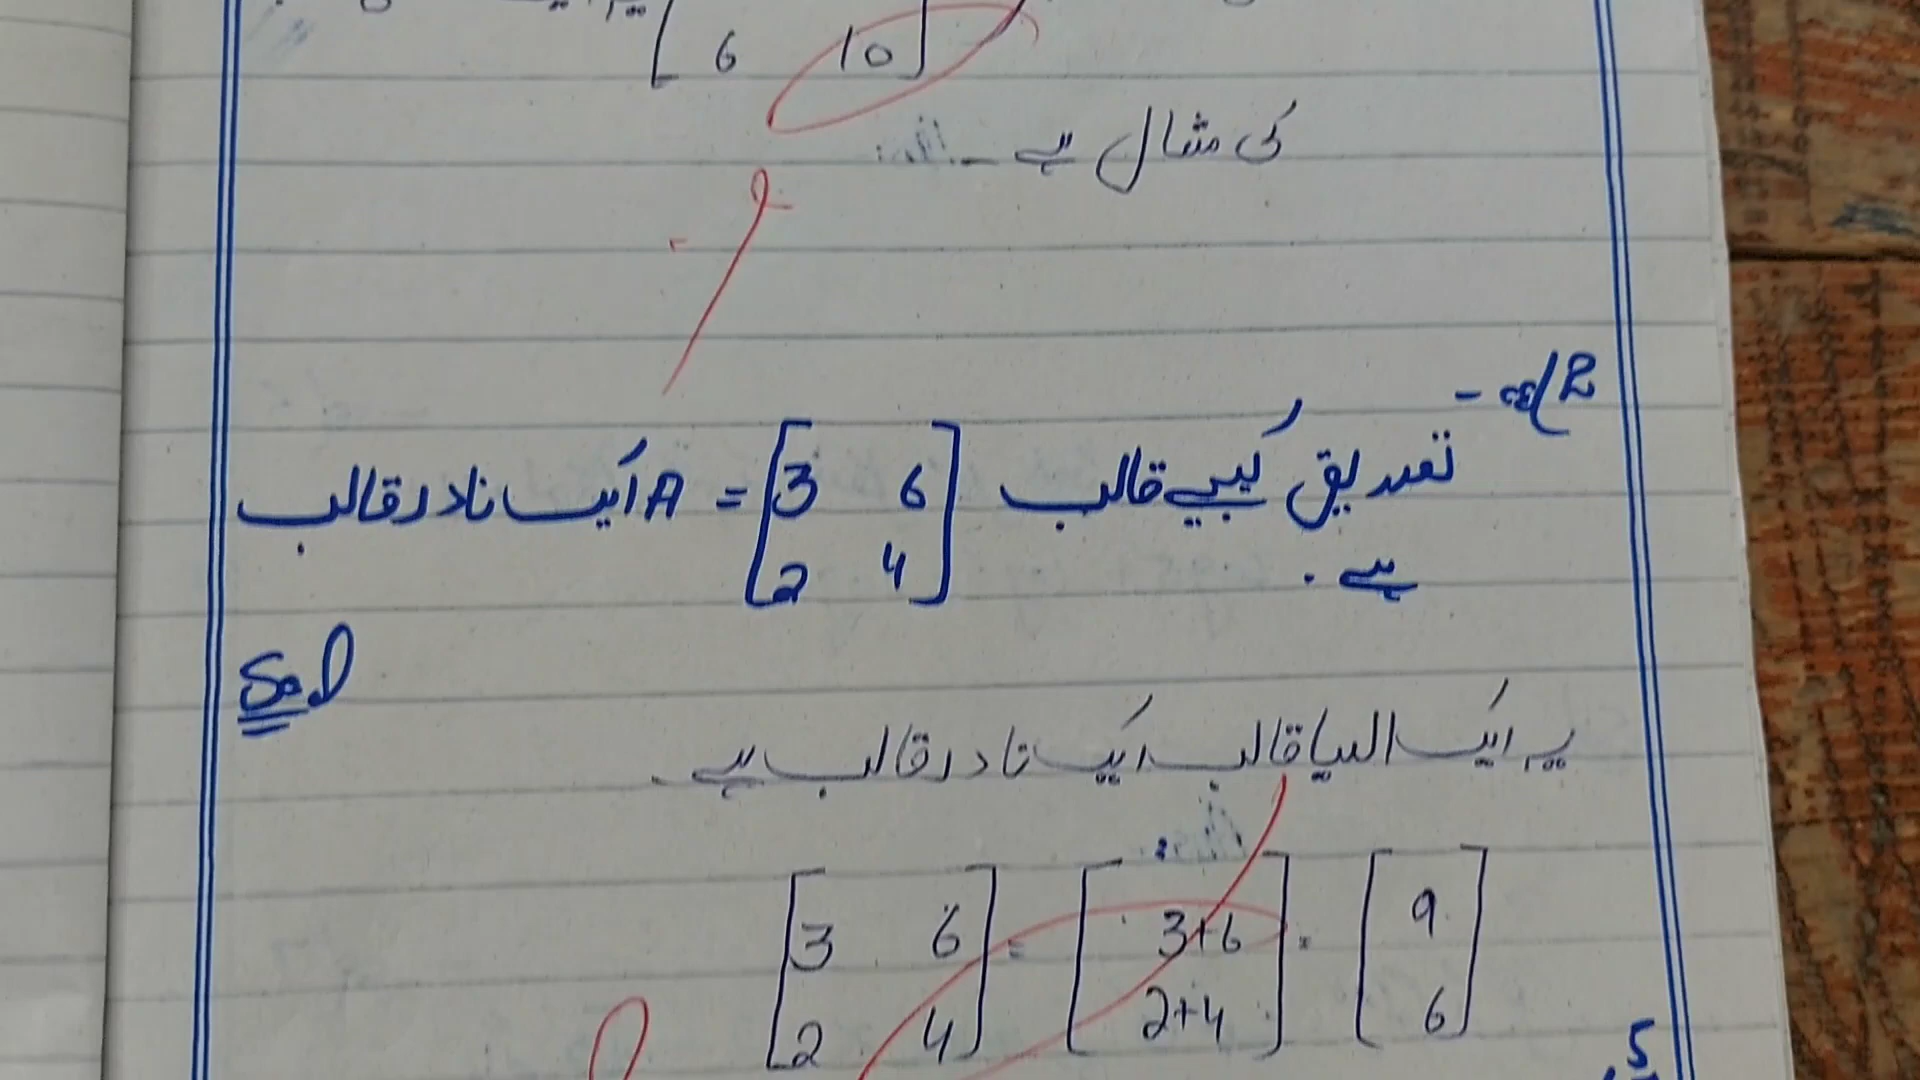 6 10
کی مثال ہے۔
تصدیق کیجیے قالب [3 6 = A ایک نادر قالب
2 4]
ہے۔
Sol
یہ ایک ایسا قالب ایک نادر قالب ہے۔
[3 6] = [3+6] = [9]
[2 4] [2+4] [6]
5